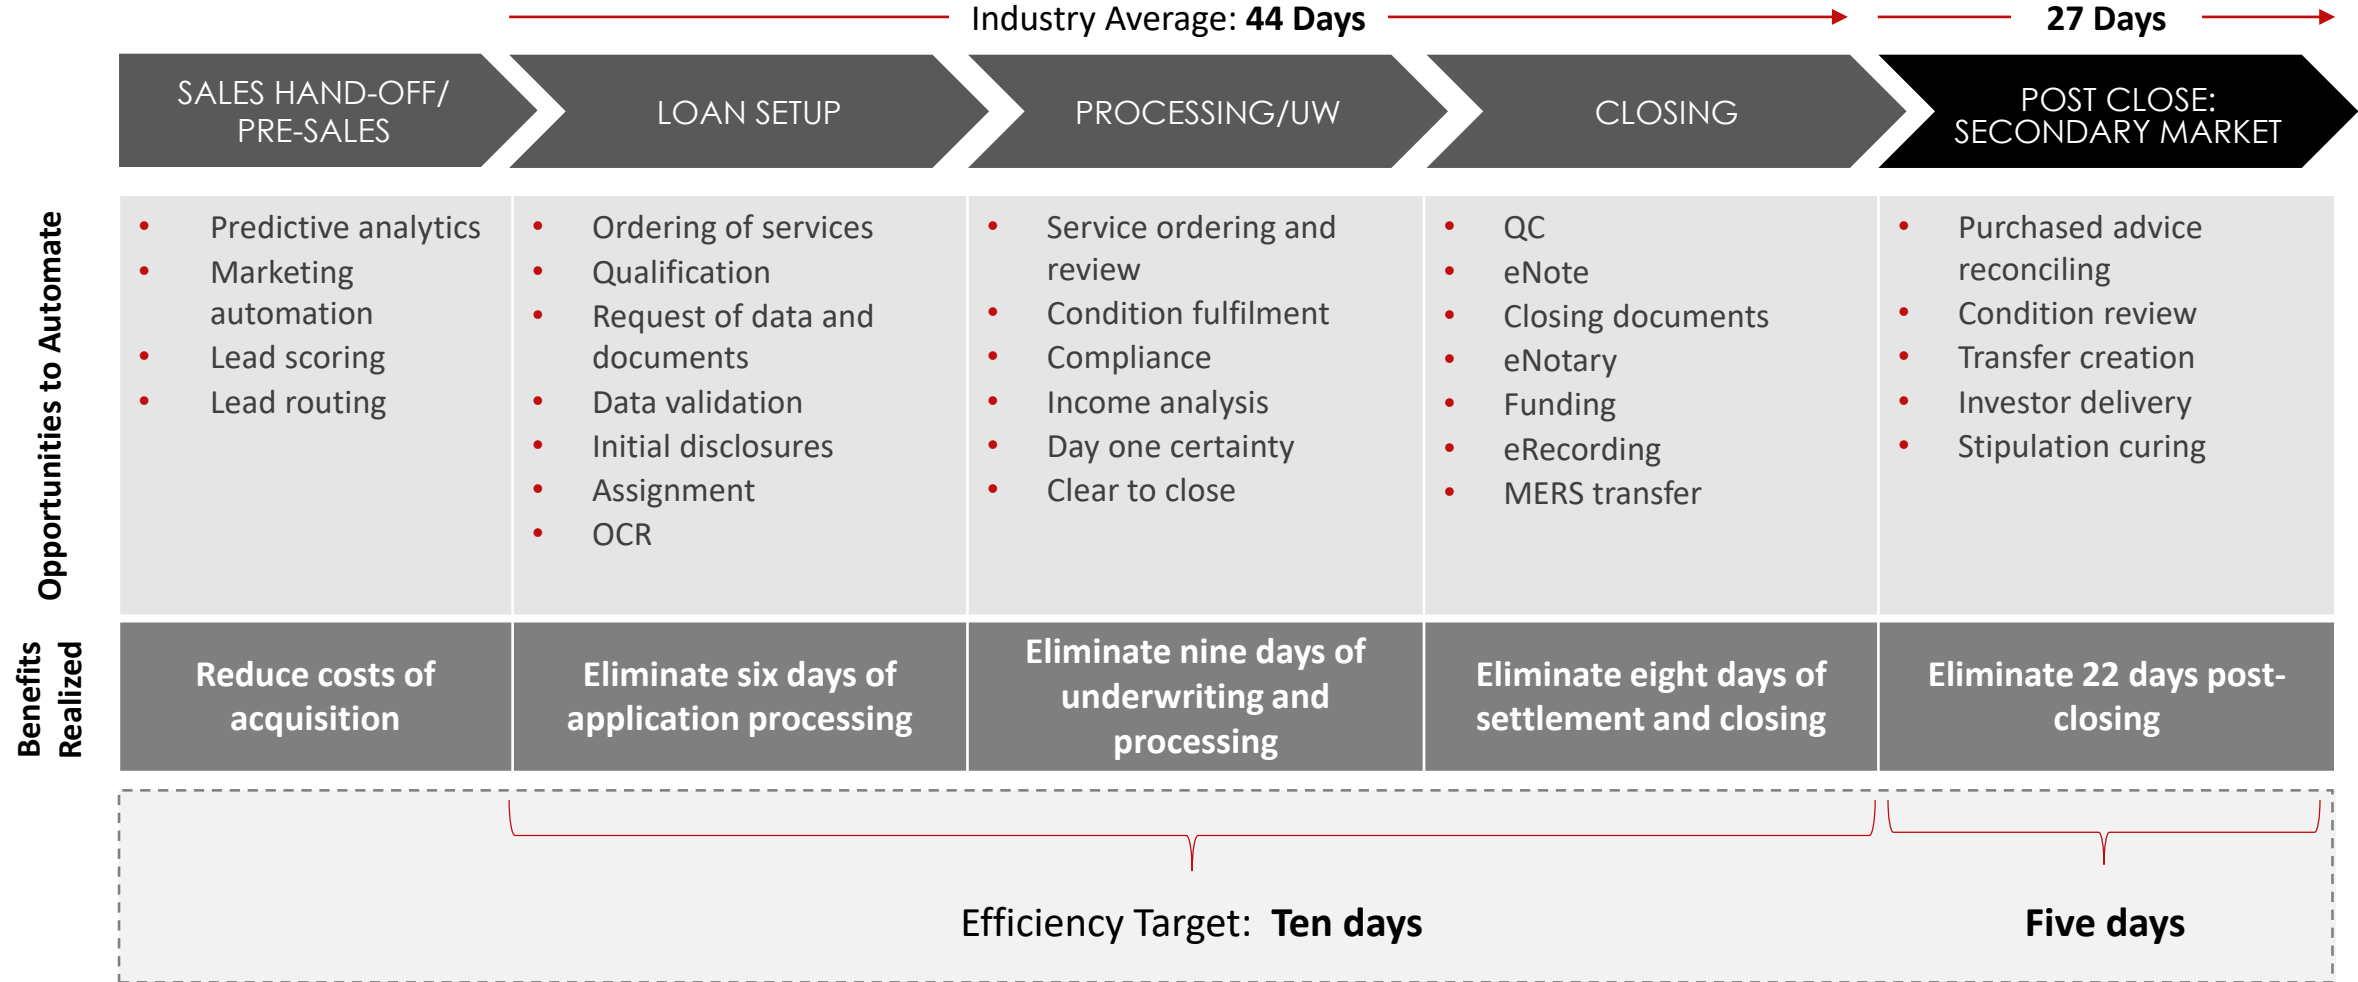 Industry Average: 44 Days
27 Days
SALES HAND-OFF/
PRE-SALES
LOAN SETUP
PROCESSING/UW
CLOSING
POST CLOSE:
SECONDARY MARKET
Opportunities to Automate
• Predictive analytics
• Marketing
automation
• Lead scoring
• Lead routing
• Ordering of services
• Qualification
• Request of data and
documents
• Data validation
• Initial disclosures
• Assignment
• OCR
• Service ordering and
review
• Condition fulfilment
• Compliance
• Income analysis
• Day one certainty
• Clear to close
• QC
• eNote
• Closing documents
• eNotary
• Funding
• eRecording
• MERS transfer
• Purchased advice
reconciling
• Condition review
• Transfer creation
• Investor delivery
• Stipulation curing
Benefits
Realized
Reduce costs of
acquisition
Eliminate six days of
application processing
Eliminate nine days of
underwriting and
processing
Eliminate eight days of
settlement and closing
Eliminate 22 days post-
closing
Efficiency Target: Ten days
Five days